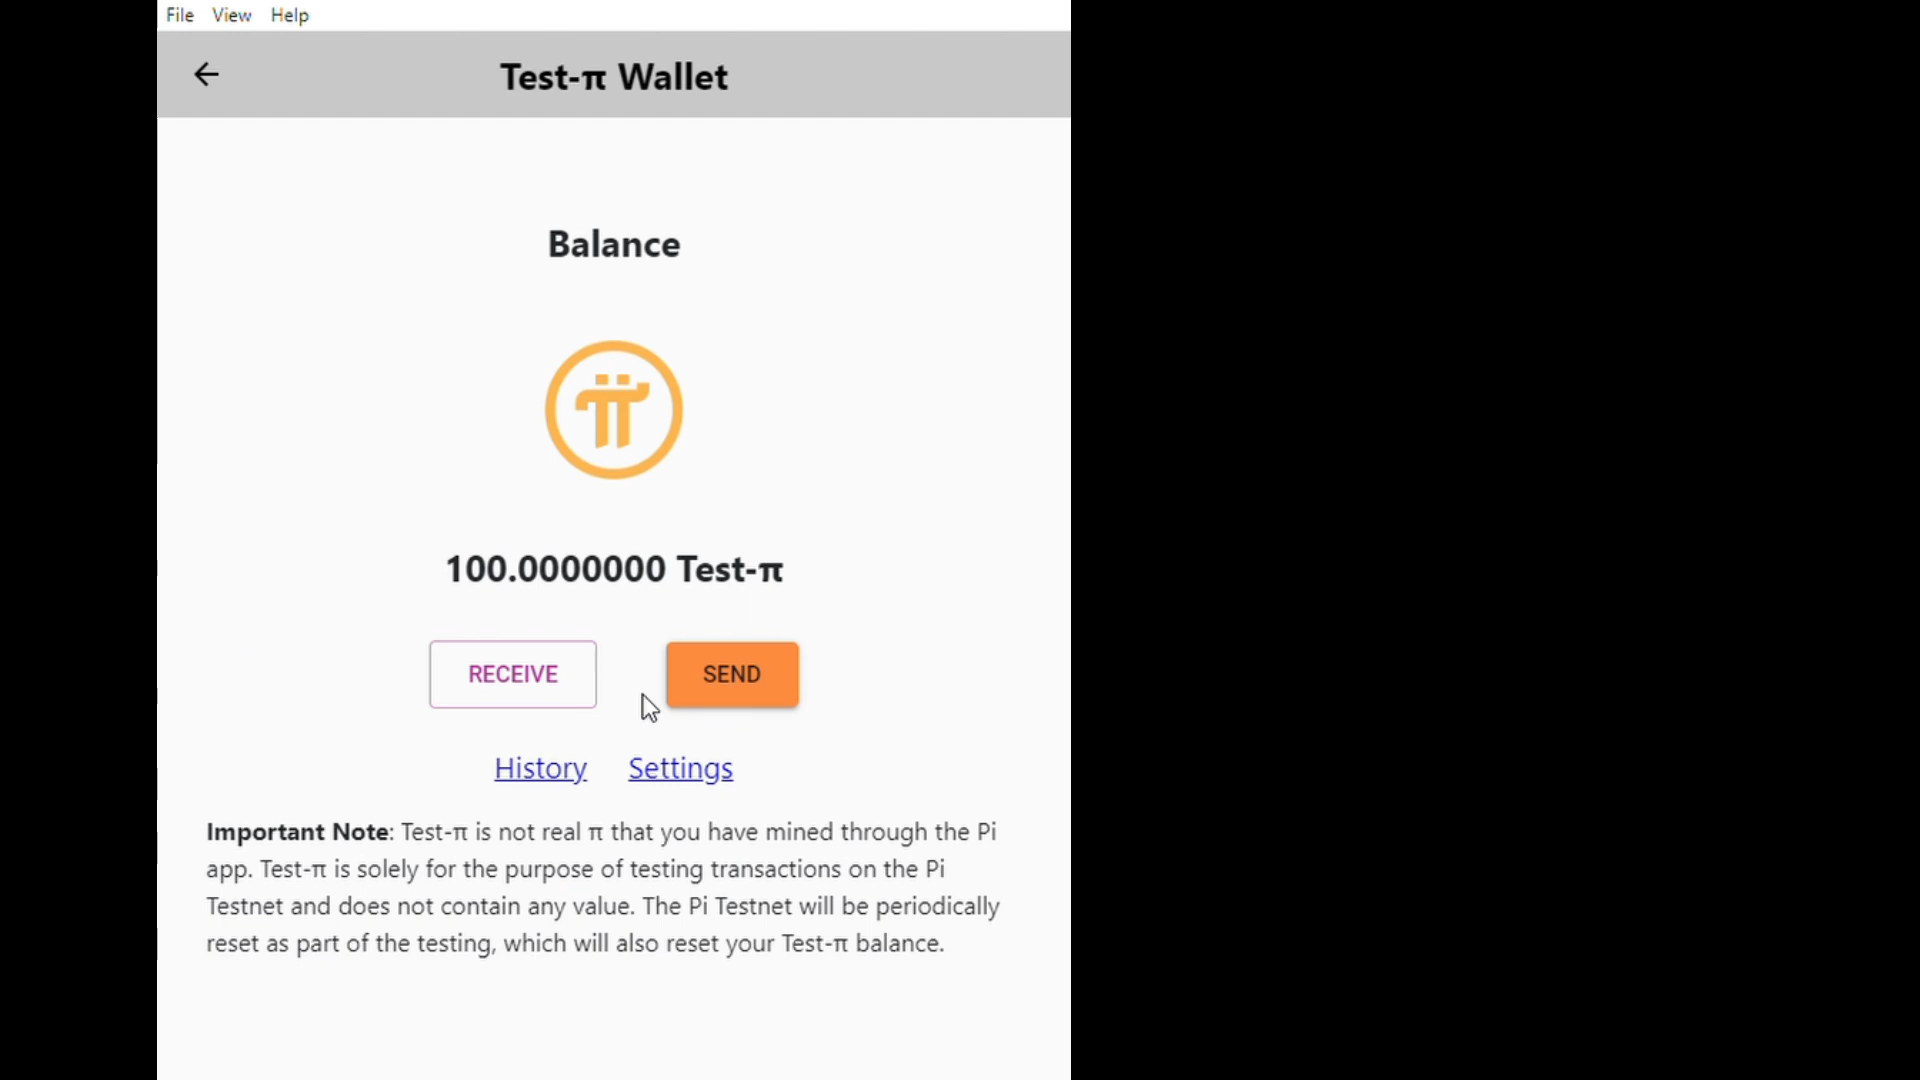 File View Help
Test-π Wallet
Balance
100.0000000 Test-π
RECEIVE SEND
History Settings
Important Note: Test-π is not real π that you have mined through the Pi
app. Test-π is solely for the purpose of testing transactions on the Pi
Testnet and does not contain any value. The Pi Testnet will be periodically
reset as part of the testing, which will also reset your Test-π balance.